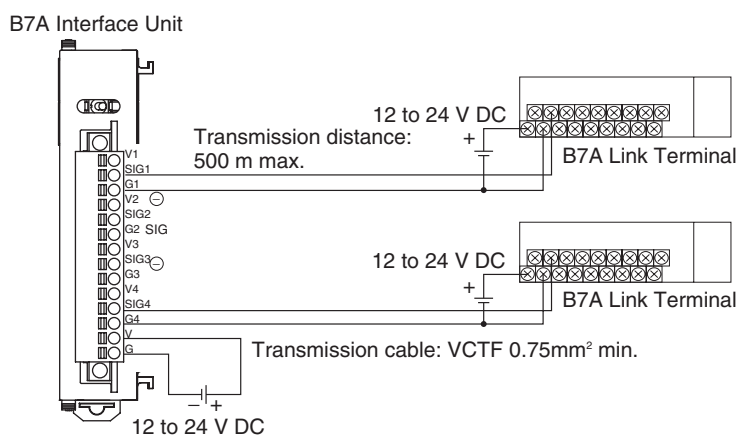 B7A Interface Unit
12 to 24 V DC
+
Transmission distance:
500 m max.
B7A Link Terminal
V1
SIG1
G1
V2 ⊖
SIG2
G2 SIG
V3
SIG3 ⊖
G3
V4
SIG4
G4
V
G
12 to 24 V DC
+
B7A Link Terminal
Transmission cable: VCTF 0.75mm² min.
− +
12 to 24 V DC